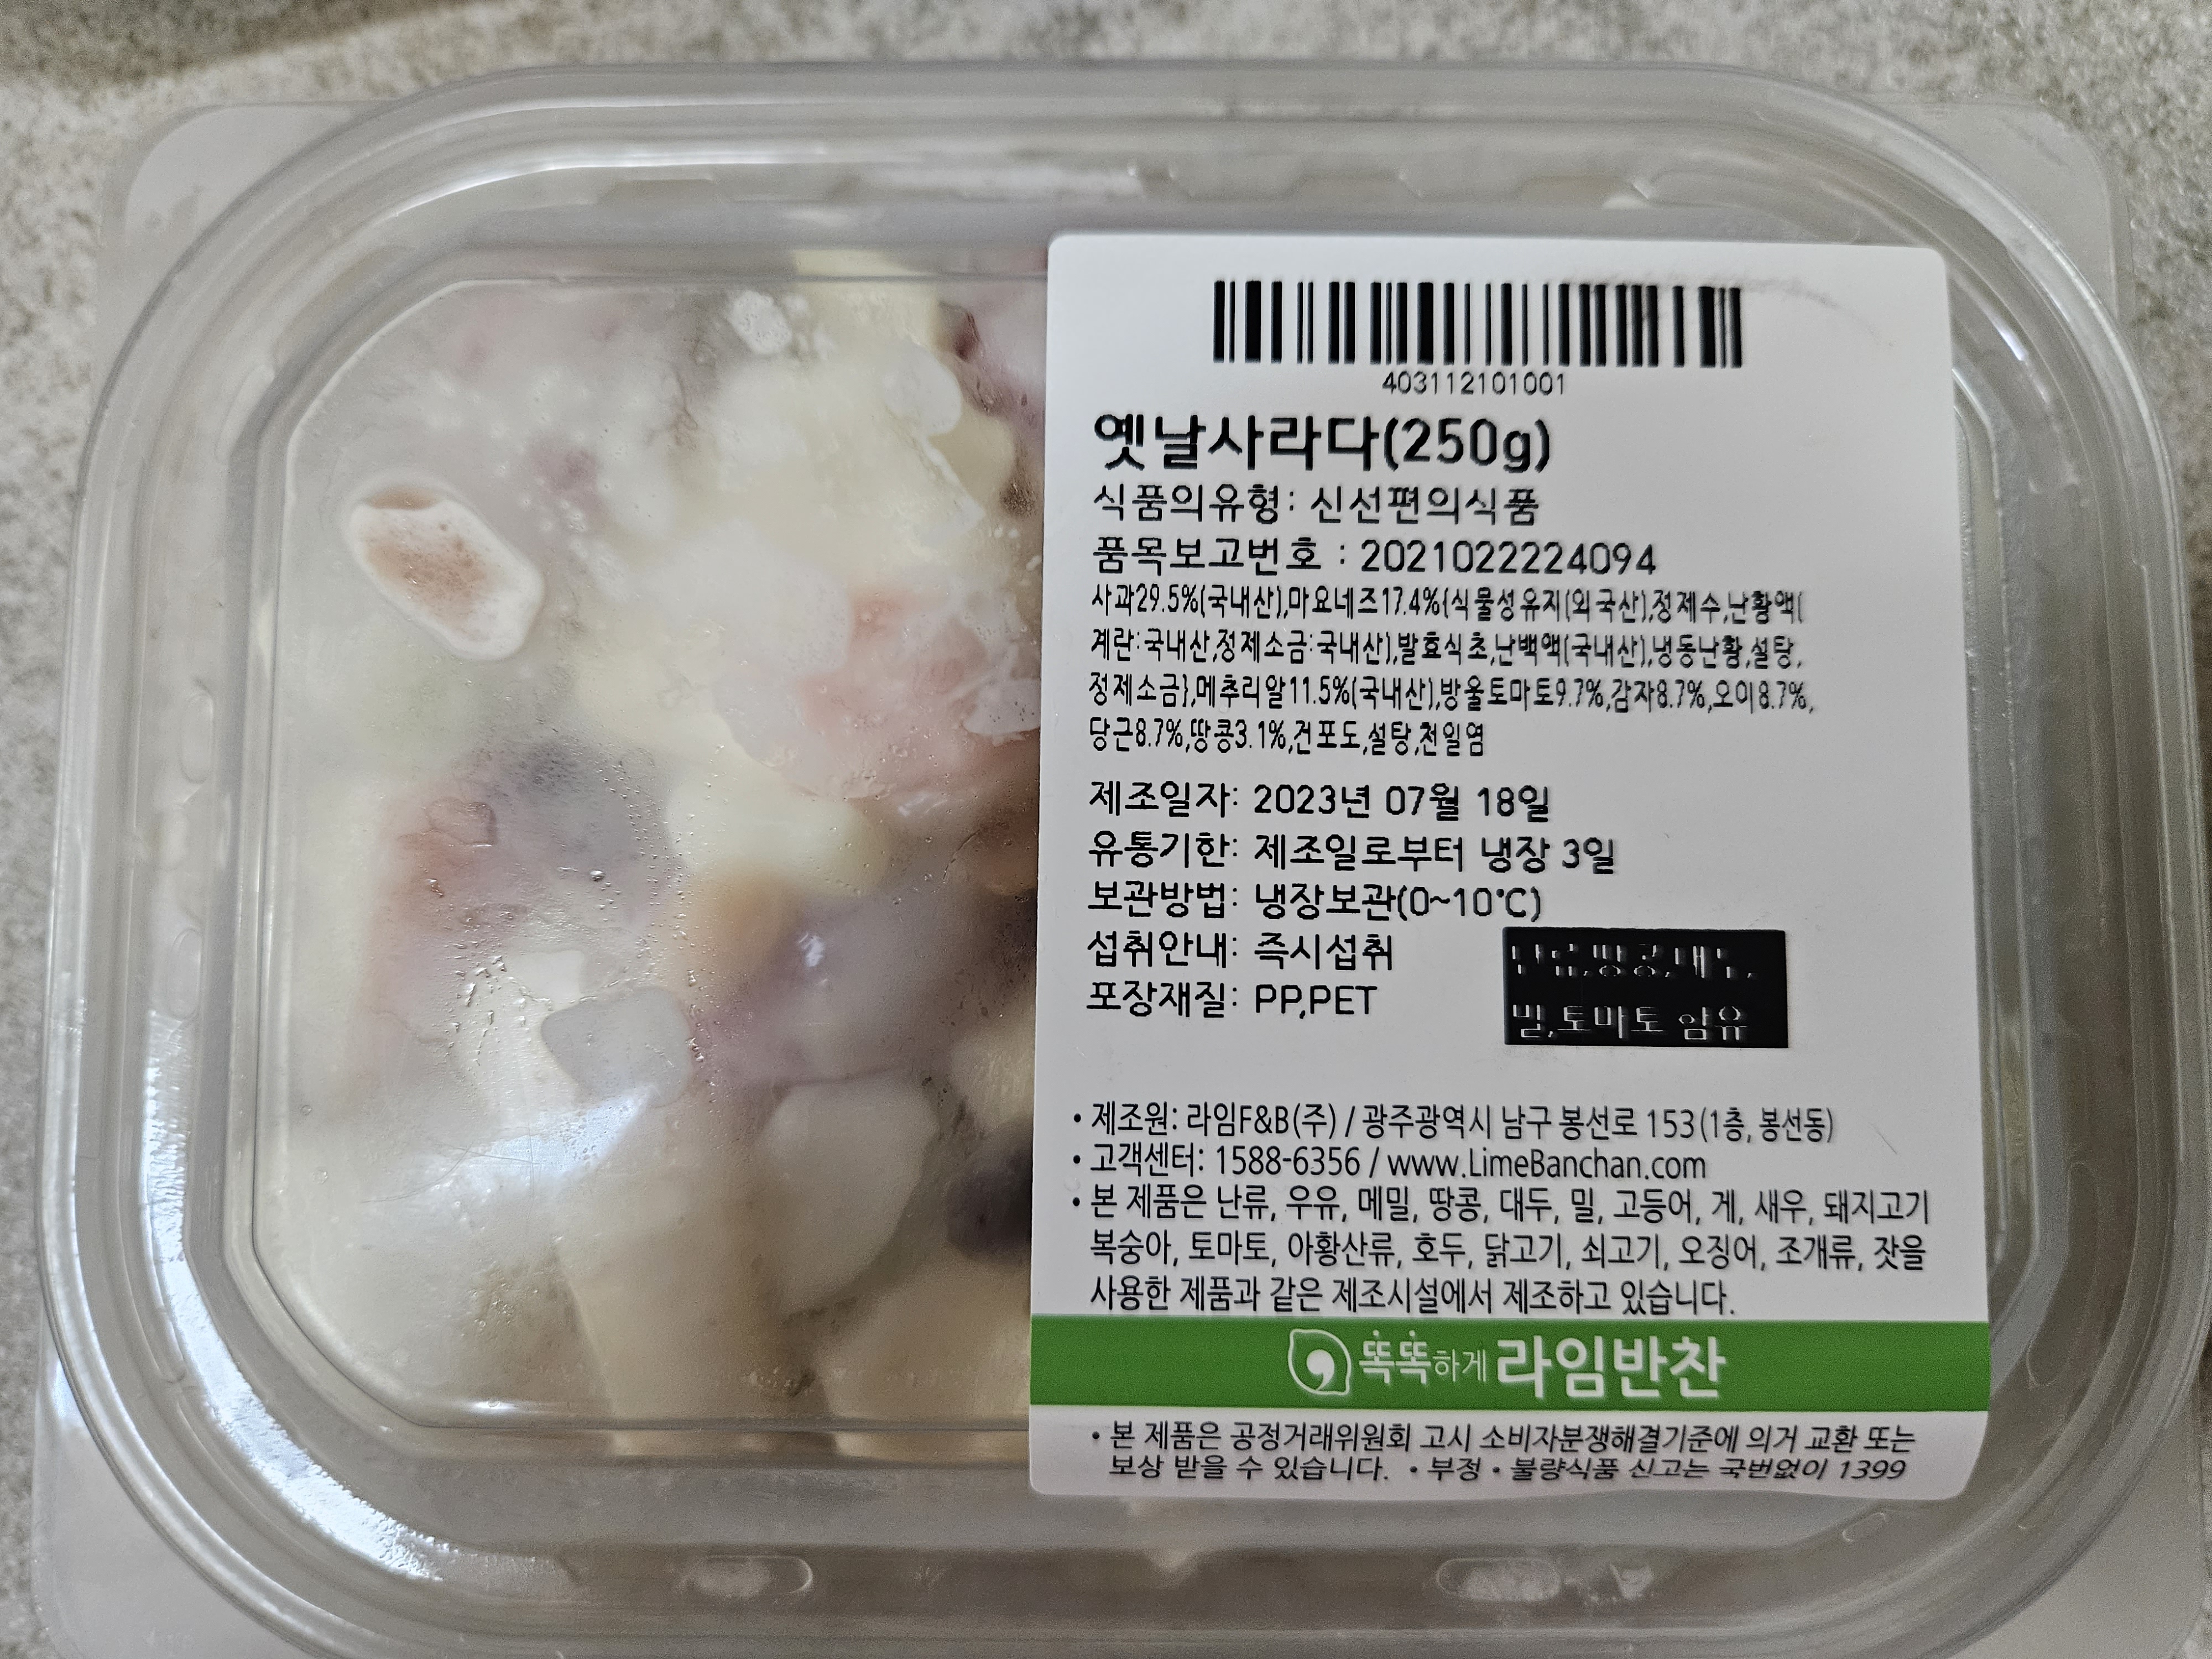 403112101001
옛날사라다(250g)
식품의유형: 신선편의식품
품목보고번호 : 2021022224094
사과29.5%(국내산),마요네즈17.4%{식물성유지(외국산),정제수,난황액(
계란:국내산,정제소금:국내산),발효식초,난백액(국내산),냉동난황,설탕,
정제소금},메추리알11.5%(국내산),방울토마토9.7%,감자8.7%,오이8.7%,
당근8.7%,땅콩3.1%,건포도,설탕,천일염
제조일자: 2023년 07월 18일
유통기한: 제조일로부터 냉장 3일
보관방법: 냉장보관(0~10℃)
섭취안내: 즉시섭취
포장재질: PP,PET
난류,땅콩,대두,
밀,토마토 함유
• 제조원: 라임F&B(주) / 광주광역시 남구 봉선로 153(1층, 봉선동)
• 고객센터: 1588-6356 / www.LimeBanchan.com
• 본 제품은 난류, 우유, 메밀, 땅콩, 대두, 밀, 고등어, 게, 새우, 돼지고기
복숭아, 토마토, 아황산류, 호두, 닭고기, 쇠고기, 오징어, 조개류, 잣을
사용한 제품과 같은 제조시설에서 제조하고 있습니다.
똑똑하게 라임반찬
• 본 제품은 공정거래위원회 고시 소비자분쟁해결기준에 의거 교환 또는
보상 받을 수 있습니다. • 부정 • 불량식품 신고는 국번없이 1399